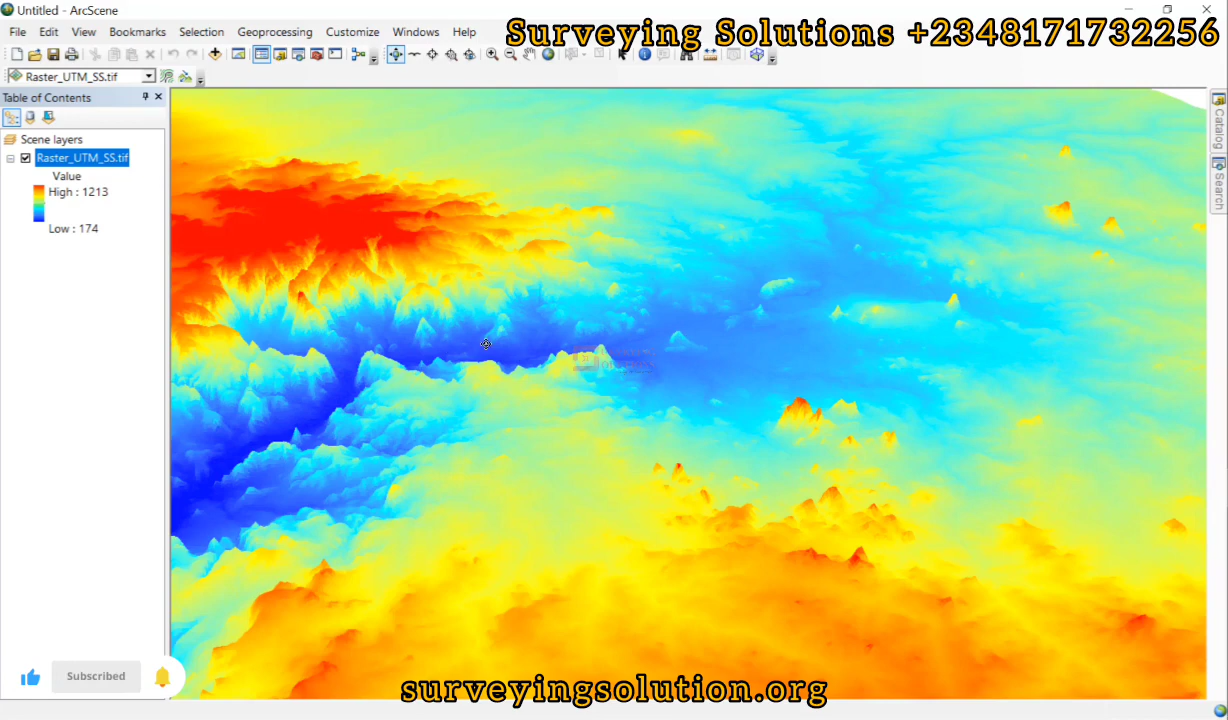 Untitled - ArcScene
Surveying Solutions +2348171732256
File Edit View Bookmarks Selection Geoprocessing Customize Windows Help
Raster_UTM_SS.tif
Table of Contents
Scene layers
Raster_UTM_SS.tif
Value
High : 1213
Low : 174
Catalog
Search
Subscribed
surveyingsolution.org